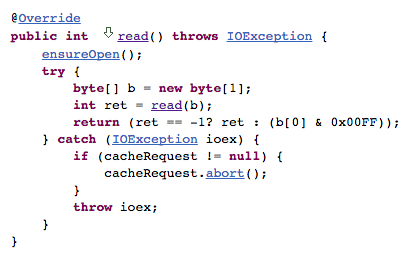 @Override
public int read() throws IOException {
ensureOpen();
try {
byte[] b = new byte[1];
int ret = read(b);
return (ret == -1? ret : (b[0] & 0x00FF));
} catch (IOException ioex) {
if (cacheRequest != null) {
cacheRequest.abort();
}
throw ioex;
}
}